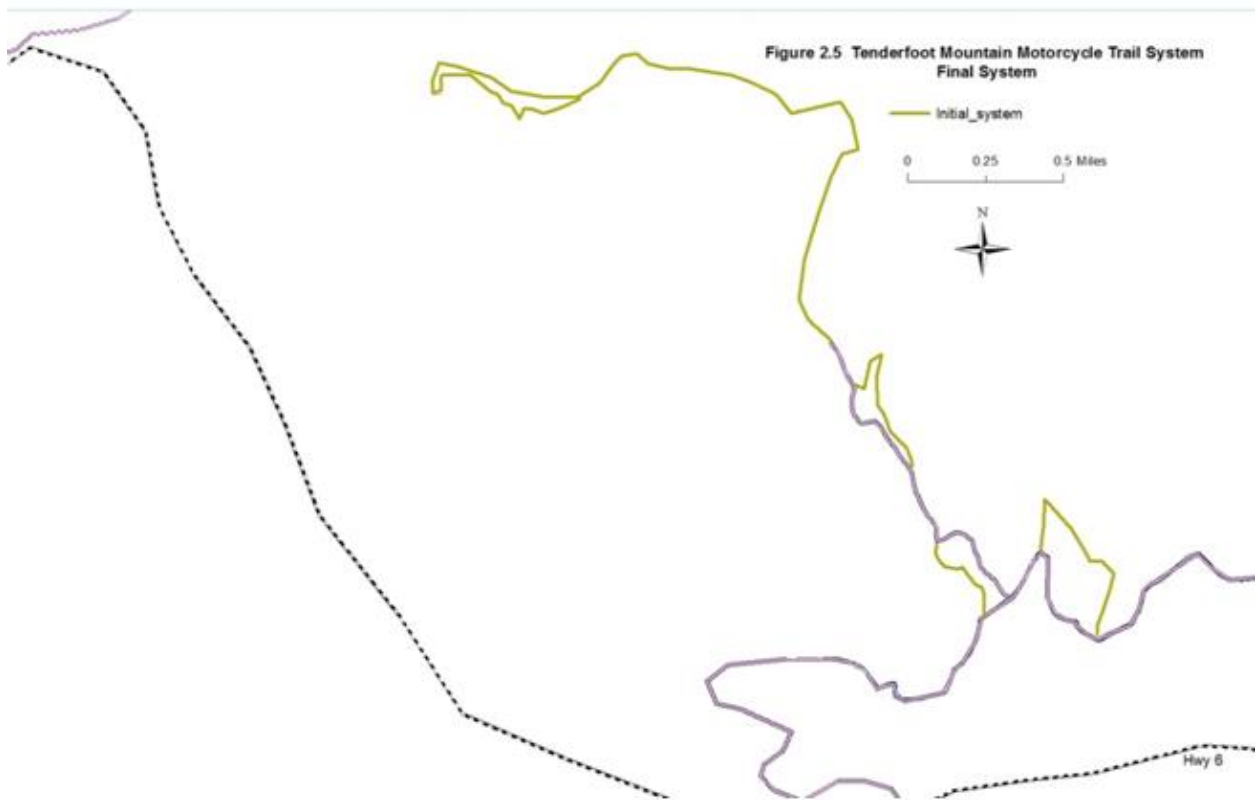 Figure 2.5 Tenderfoot Mountain Motorcycle Trail System
Final System
Initial_system
0 0.25 0.5 Miles
N
Hwy 6